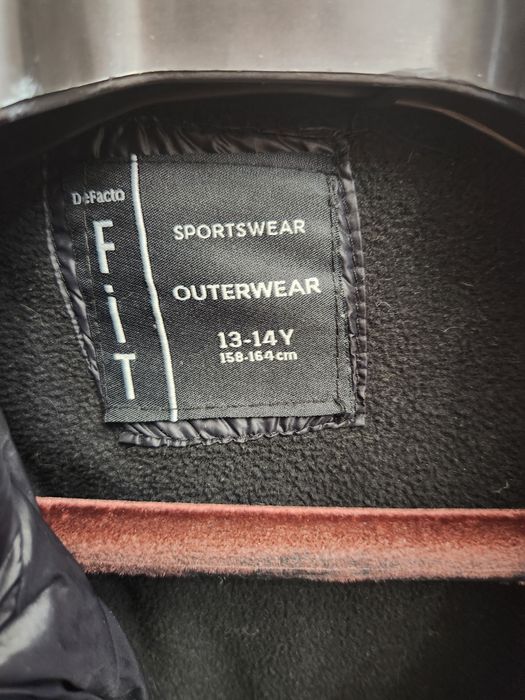 DeFacto
FiT
SPORTSWEAR
OUTERWEAR
13-14Y
158-164cm